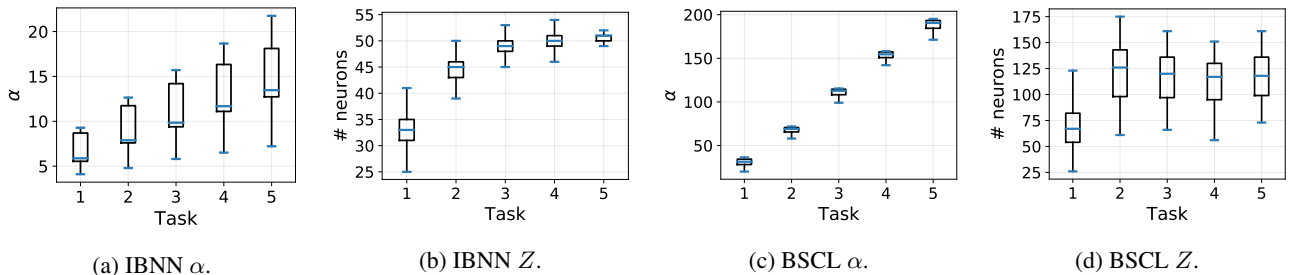 α
20
15
10
5
1 2 3 4 5
Task
(a) IBNN α.
# neurons
55
50
45
40
35
30
25
1 2 3 4 5
Task
(b) IBNN Z.
α
200
150
100
50
1 2 3 4 5
Task
(c) BSCL α.
# neurons
175
150
125
100
75
50
25
1 2 3 4 5
Task
(d) BSCL Z.